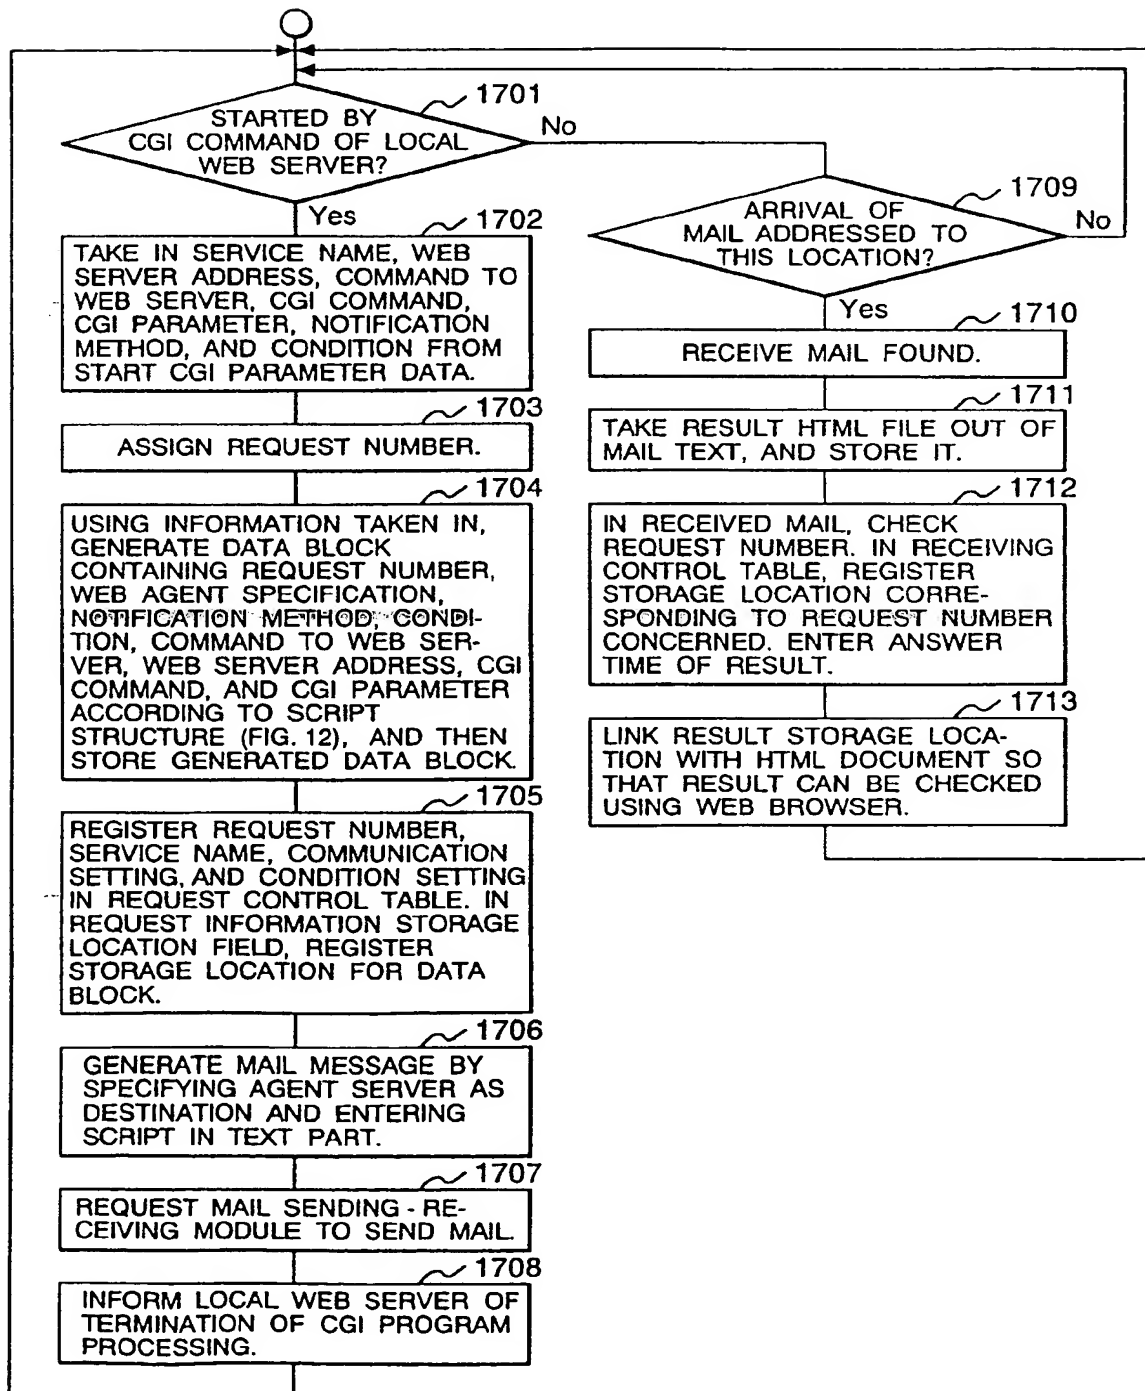 1701
STARTED BY
CGI COMMAND OF LOCAL
WEB SERVER?
No
Yes
1702
TAKE IN SERVICE NAME, WEB
SERVER ADDRESS, COMMAND TO
WEB SERVER, CGI COMMAND,
CGI PARAMETER, NOTIFICATION
METHOD, AND CONDITION FROM
START CGI PARAMETER DATA.
1703
ASSIGN REQUEST NUMBER.
1704
USING INFORMATION TAKEN IN,
GENERATE DATA BLOCK
CONTAINING REQUEST NUMBER,
WEB AGENT SPECIFICATION,
NOTIFICATION METHOD, CONDI-
TION, COMMAND TO WEB SER-
VER, WEB SERVER ADDRESS, CGI
COMMAND, AND CGI PARAMETER
ACCORDING TO SCRIPT
STRUCTURE (FIG. 12), AND THEN
STORE GENERATED DATA BLOCK.
1705
REGISTER REQUEST NUMBER,
SERVICE NAME, COMMUNICATION
SETTING, AND CONDITION SETTING
IN REQUEST CONTROL TABLE. IN
REQUEST INFORMATION STORAGE
LOCATION FIELD, REGISTER
STORAGE LOCATION FOR DATA
BLOCK.
1706
GENERATE MAIL MESSAGE BY
SPECIFYING AGENT SERVER AS
DESTINATION AND ENTERING
SCRIPT IN TEXT PART.
1707
REQUEST MAIL SENDING - RE-
CEIVING MODULE TO SEND MAIL.
1708
INFORM LOCAL WEB SERVER OF
TERMINATION OF CGI PROGRAM
PROCESSING.
1709
ARRIVAL OF
MAIL ADDRESSED TO
THIS LOCATION?
No
Yes
1710
RECEIVE MAIL FOUND.
1711
TAKE RESULT HTML FILE OUT OF
MAIL TEXT, AND STORE IT.
1712
IN RECEIVED MAIL, CHECK
REQUEST NUMBER. IN RECEIVING
CONTROL TABLE, REGISTER
STORAGE LOCATION CORRE-
SPONDING TO REQUEST NUMBER
CONCERNED. ENTER ANSWER
TIME OF RESULT.
1713
LINK RESULT STORAGE LOCA-
TION WITH HTML DOCUMENT SO
THAT RESULT CAN BE CHECKED
USING WEB BROWSER.